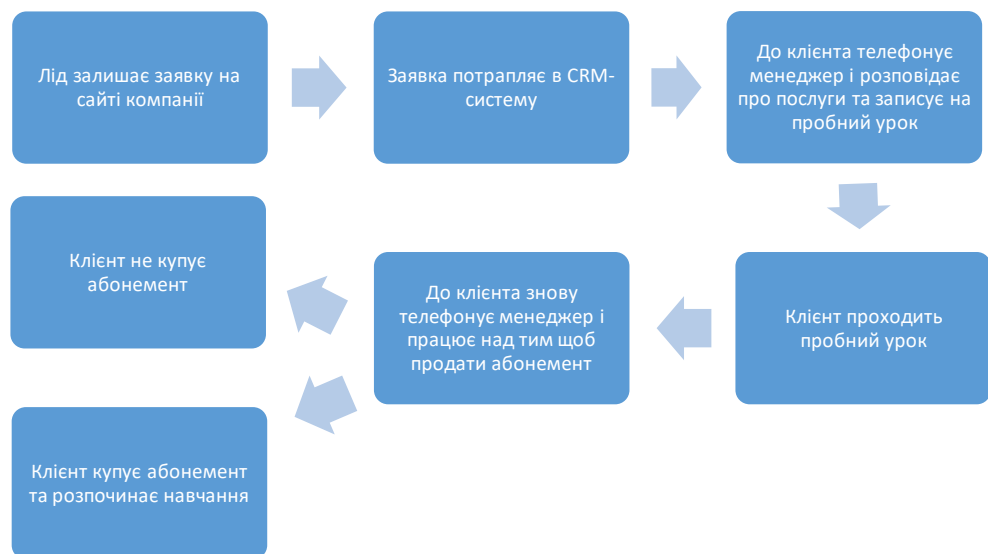 Лід залишає заявку на
сайті компанії
Заявка потрапляє в CRM-
систему
До клієнта телефонує
менеджер і розповідає
про послуги та записує на
пробний урок
Клієнт проходить
пробний урок
До клієнта знову
телефонує менеджер і
працює над тим щоб
продати абонемент
Клієнт не купує
абонемент
Клієнт купує абонемент
та розпочинає навчання